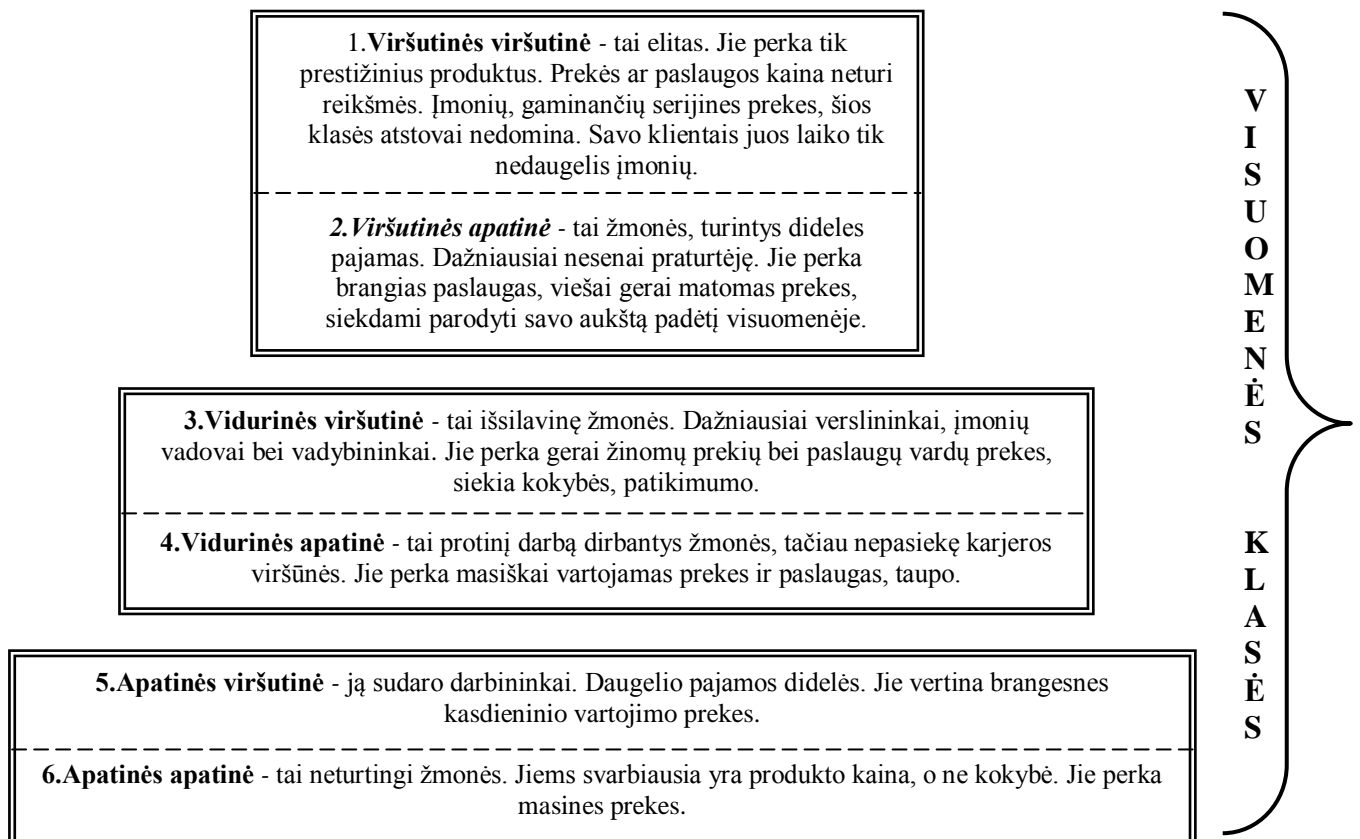 1.Viršutinės viršutinė - tai elitas. Jie perka tik
prestižinius produktus. Prekės ar paslaugos kaina neturi
reikšmės. Įmonių, gaminančių serijines prekes, šios
klasės atstovai nedomina. Savo klientais juos laiko tik
nedaugelis įmonių.
2.Viršutinės apatinė - tai žmonės, turintys dideles
pajamas. Dažniausiai nesenai praturtėję. Jie perka
brangias paslaugas, viešai gerai matomas prekes,
siekdami parodyti savo aukštą padėtį visuomenėje.
3.Vidurinės viršutinė - tai išsilavinę žmonės. Dažniausiai verslininkai, įmonių
vadovai bei vadybininkai. Jie perka gerai žinomų prekių bei paslaugų vardų prekes,
siekia kokybės, patikimumo.
4.Vidurinės apatinė - tai protinį darbą dirbantys žmonės, tačiau nepasiekę karjeros
viršūnės. Jie perka masiškai vartojamas prekes ir paslaugas, taupo.
5.Apatinės viršutinė - ją sudaro darbininkai. Daugelio pajamos didelės. Jie vertina brangesnes
kasdieninio vartojimo prekes.
6.Apatinės apatinė - tai neturtingi žmonės. Jiems svarbiausia yra produkto kaina, o ne kokybė. Jie perka
masines prekes.
VISUOMENĖS KLASĖS